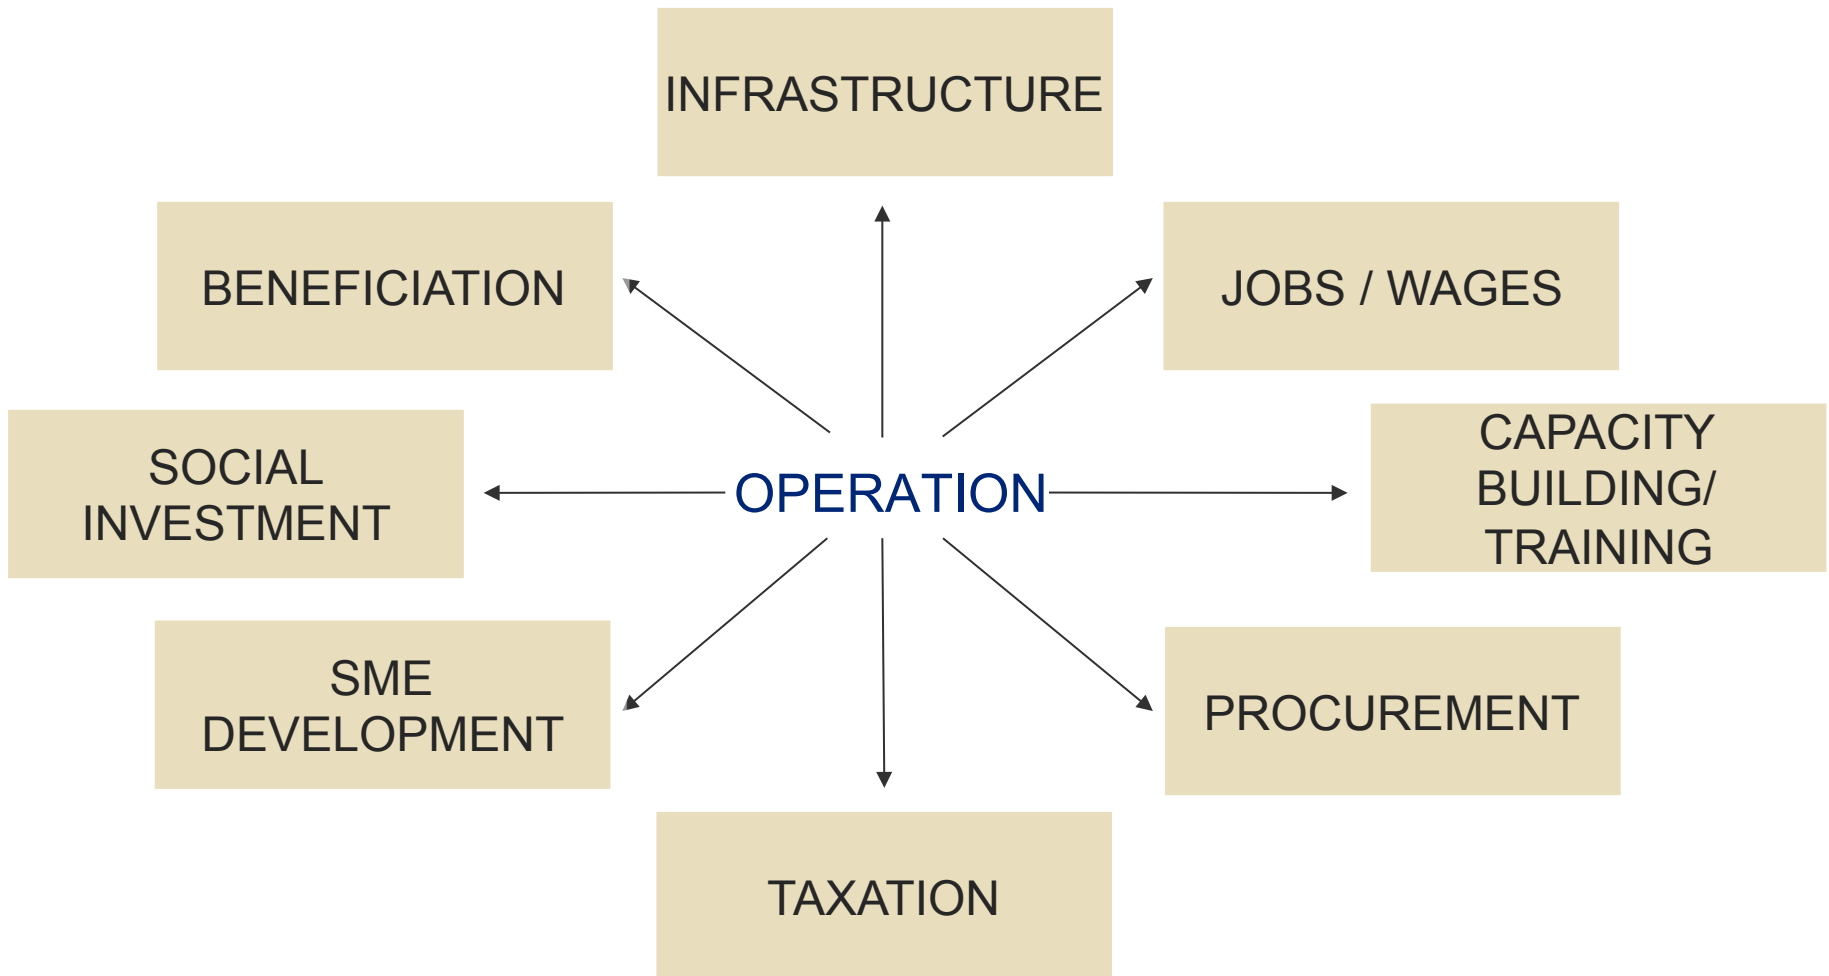 INFRASTRUCTURE
BENEFICIATION
JOBS / WAGES
SOCIAL
INVESTMENT
OPERATION
CAPACITY
BUILDING/
TRAINING
SME
DEVELOPMENT
PROCUREMENT
TAXATION